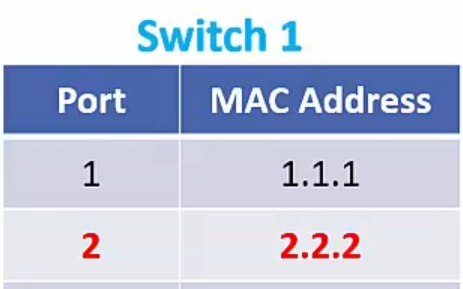 Switch 1
Port MAC Address
1 1.1.1
2 2.2.2